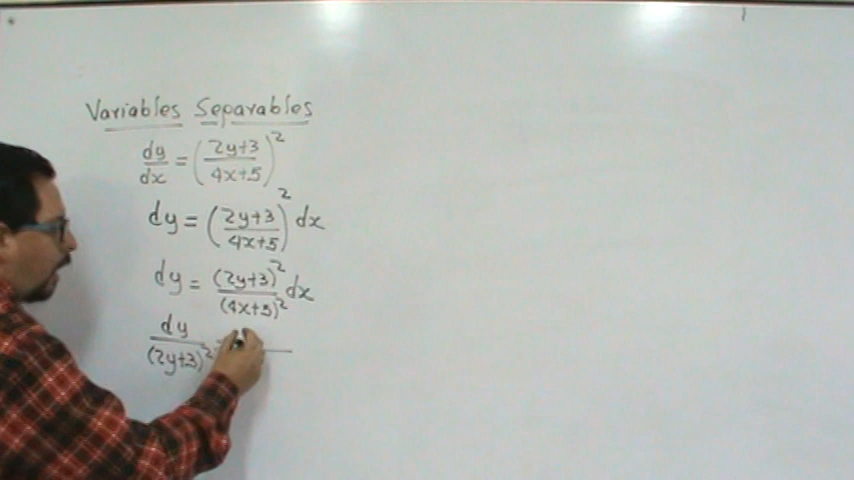 Variables Separables
dy/dx = ((2y+3)/(4x+5))^2
dy = ((2y+3)/(4x+5))^2 dx
dy = (2y+3)^2/(4x+5)^2 dx
dy/(2y+3)^2 =